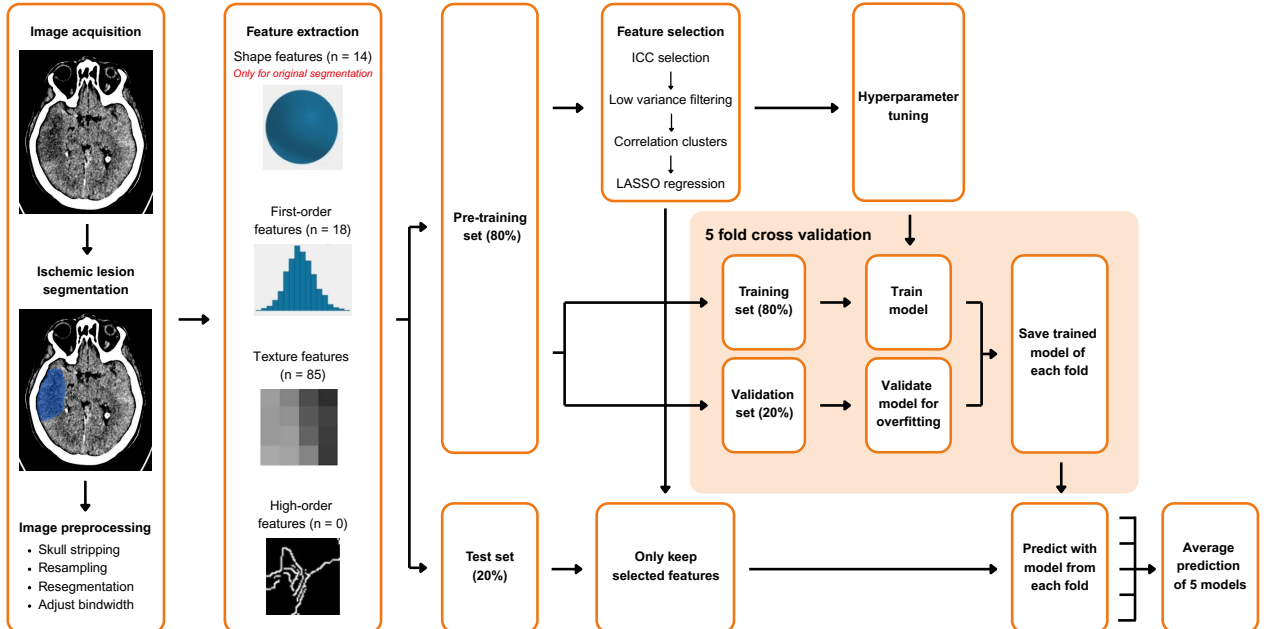 Image acquisition
Ischemic lesion
segmentation
Image preprocessing
• Skull stripping
• Resampling
• Resegmentation
• Adjust bindwidth
Feature extraction
Shape features (n = 14)
Only for original segmentation
First-order
features (n = 18)
Texture features
(n = 85)
High-order
features (n = 0)
Pre-training
set (80%)
Test set
(20%)
Feature selection
ICC selection
Low variance filtering
Correlation clusters
LASSO regression
Only keep
selected features
Hyperparameter
tuning
5 fold cross validation
Training
set (80%)
Train
model
Validation
set (20%)
Validate
model for
overfitting
Save trained
model of
each fold
Predict with
model from
each fold
Average
prediction
of 5 models